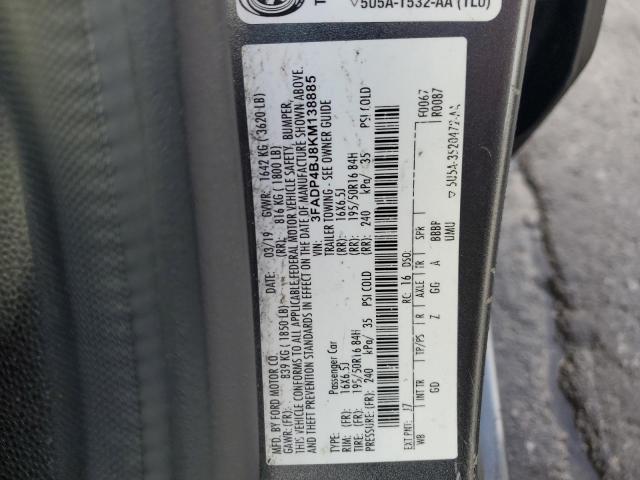 5U5A-1532-AA (TLU)
MFD. BY FORD MOTOR CO.
DATE: 03/19 GVWR: 1642 KG ( 3620 LB)
GAWR: (FR): 839 KG ( 1850 LB) (RR): 816 KG ( 1800 LB)
THIS VEHICLE CONFORMS TO ALL APPLICABLE FEDERAL MOTOR VEHICLE SAFETY, BUMPER,
AND THEFT PREVENTION STANDARDS IN EFFECT ON THE DATE OF MANUFACTURE SHOWN ABOVE.
VIN: 3FADP4BJ8KM138885
TYPE: Passenger Car TRAILER TOWING - SEE OWNER GUIDE
RIM: (FR): 16X6.5J (RR): 16X6.5J
TIRE: (FR): 195/50R16 84H (RR): 195/50R16 84H
PRESSURE: (FR): 240 kPa/ 35 PSI COLD (RR): 240 kPa/ 35 PSI COLD
EXT PNT: J7 RC: 16 DSO: F0067
R0087
WB INT TR TP/PS R AXLE TR SPR
GD Z GG A BBBP
UMU